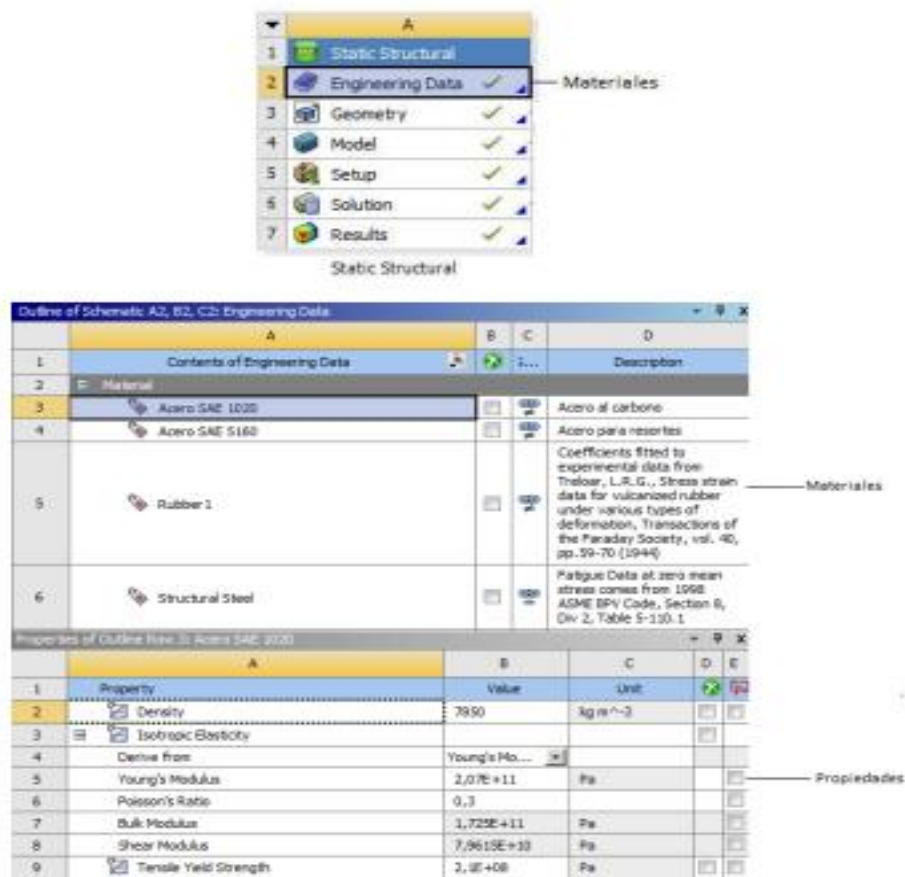 A
1 Static Structural
2 Engineering Data Materiales
3 Geometry
4 Model
5 Setup
6 Solution
7 Results
Static Structural
Outline of Schematic A2, B2, C2: Engineering Data
A B C D
1 Contents of Engineering Data Description
2 Material
3 Acero SAE 1020 Acero al carbono
4 Acero SAE 5160 Acero para resortes
5 Rubber 1
Coefficients fitted to
experimental data from
Treloar, L.R.G., Stress strain
data for vulcanized rubber
under various types of
deformation, Transactions of
the Faraday Society, vol. 40,
pp.59-70 (1944)
Materiales
6 Structural Steel
Fatigue Data at zero mean
stress comes from 1998
ASME BPV Code, Section 8,
Div 2, Table 5-110.1
Properties of Outline Row 3: Acero SAE 1020
A B C D E
1 Property Value Unit
2 Density 7850 kg m^-3
3 Isotropic Elasticity
4 Derive from Young's Mo...
5 Young's Modulus 2,07E+11 Pa Propiedades
6 Poisson's Ratio 0,3
7 Bulk Modulus 1,725E+11 Pa
8 Shear Modulus 7,9615E+10 Pa
9 Tensile Yield Strength 2,1E+08 Pa